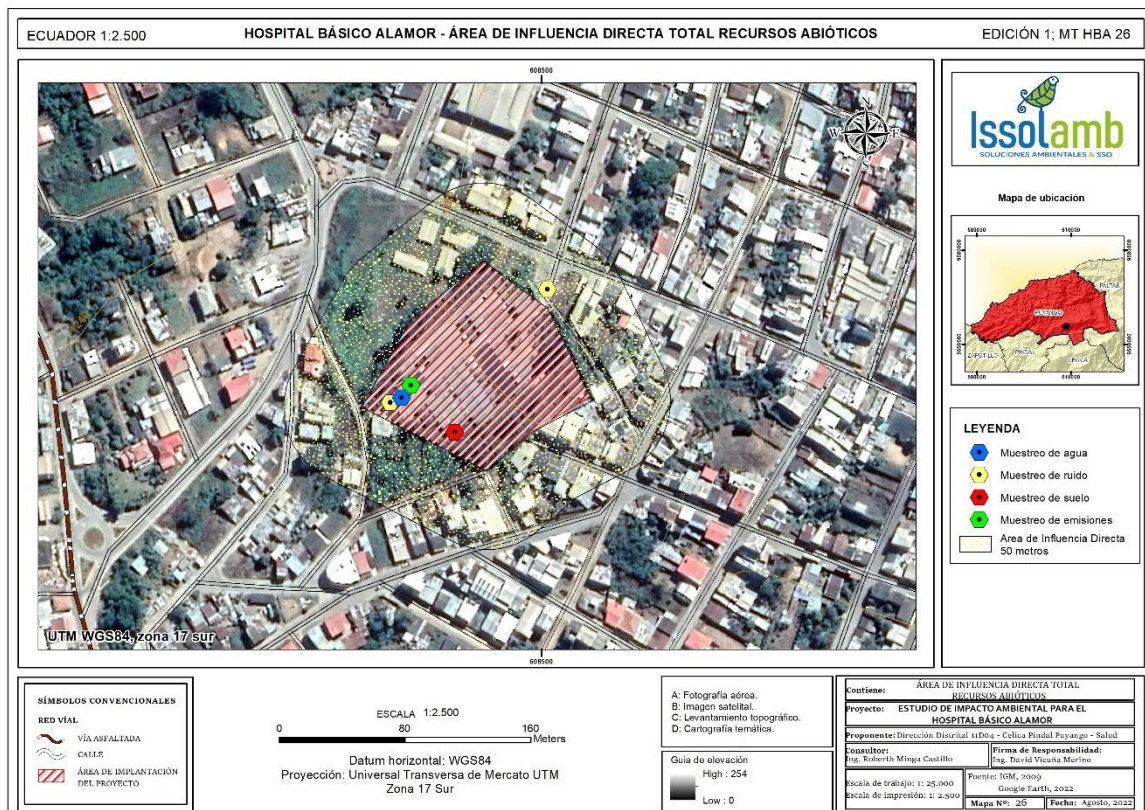 ECUADOR 1:2.500
HOSPITAL BÁSICO ALAMOR - ÁREA DE INFLUENCIA DIRECTA TOTAL RECURSOS ABIÓTICOS
EDICIÓN 1; MT HBA 26
608500
N
W E
S
UTM WGS84, zona 17 sur
608500
Issolamb
SOLUCIONES AMBIENTALES & SSO
Mapa de ubicación
610000
PALTAS
PUYANGO
ZAPOTILLO
PINDAL
CELICA
610000
LEYENDA
Muestreo de agua
Muestreo de ruido
Muestreo de suelo
Muestreo de emisiones
Area de Influencia Directa
50 metros
SÍMBOLOS CONVENCIONALES
RED VÍAL
VÍA ASFALTADA
CALLE
ÁREA DE IMPLANTACIÓN
DEL PROYECTO
ESCALA 1:2.500
0 80 160
Meters
Datum horizontal: WGS84
Proyección: Universal Transversa de Mercato UTM
Zona 17 Sur
A: Fotografía aérea.
B: Imagen satelital.
C: Levantamiento topográfico.
D: Cartografía temática.
Guia de elevación
High : 254
Low : 0
Contiene: ÁREA DE INFLUENCIA DIRECTA TOTAL
RECURSOS ABIÓTICOS
Proyecto: ESTUDIO DE IMPACTO AMBIENTAL PARA EL
HOSPITAL BÁSICO ALAMOR
Proponente: Dirección Distrital 11D04 - Celica Pindal Puyango - Salud
Consultor:
Ing. Roberth Minga Castillo
Firma de Responsabilidad:
Ing. David Vicuña Merino
Escala de trabajo: 1: 25.000
Escala de impresión: 1: 2.500
Fuente: IGM, 2009
Google Earth, 2022
Mapa Nº: 26 Fecha: Agosto, 2022